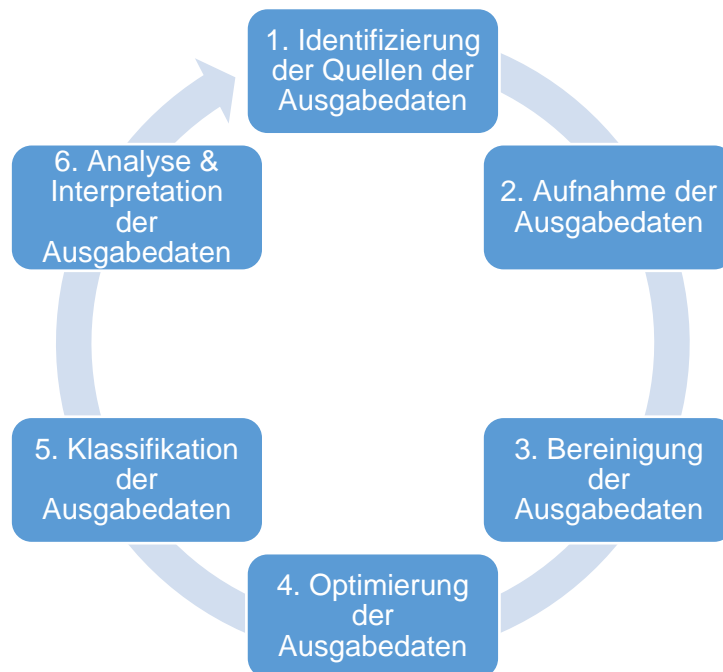 1. Identifizierung
der Quellen der
Ausgabedaten
2. Aufnahme der
Ausgabedaten
3. Bereinigung
der
Ausgabedaten
4. Optimierung
der
Ausgabedaten
5. Klassifikation
der
Ausgabedaten
6. Analyse &
Interpretation
der
Ausgabedaten